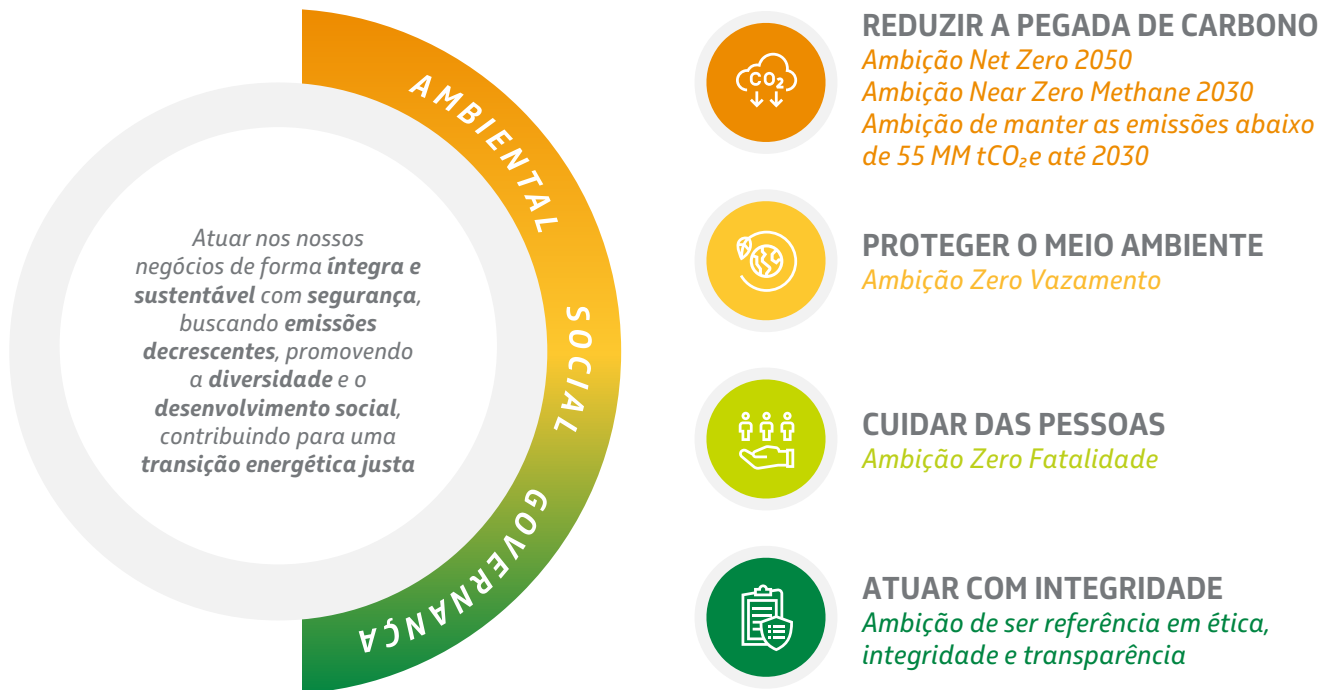 AMBIENTAL
SOCIAL
GOVERNANÇA
Atuar nos nossos
negócios de forma íntegra e
sustentável com segurança,
buscando emissões
decrescentes, promovendo
a diversidade e o
desenvolvimento social,
contribuindo para uma
transição energética justa
CO₂
REDUZIR A PEGADA DE CARBONO
Ambição Net Zero 2050
Ambição Near Zero Methane 2030
Ambição de manter as emissões abaixo
de 55 MM tCO₂e até 2030
PROTEGER O MEIO AMBIENTE
Ambição Zero Vazamento
CUIDAR DAS PESSOAS
Ambição Zero Fatalidade
ATUAR COM INTEGRIDADE
Ambição de ser referência em ética,
integridade e transparência